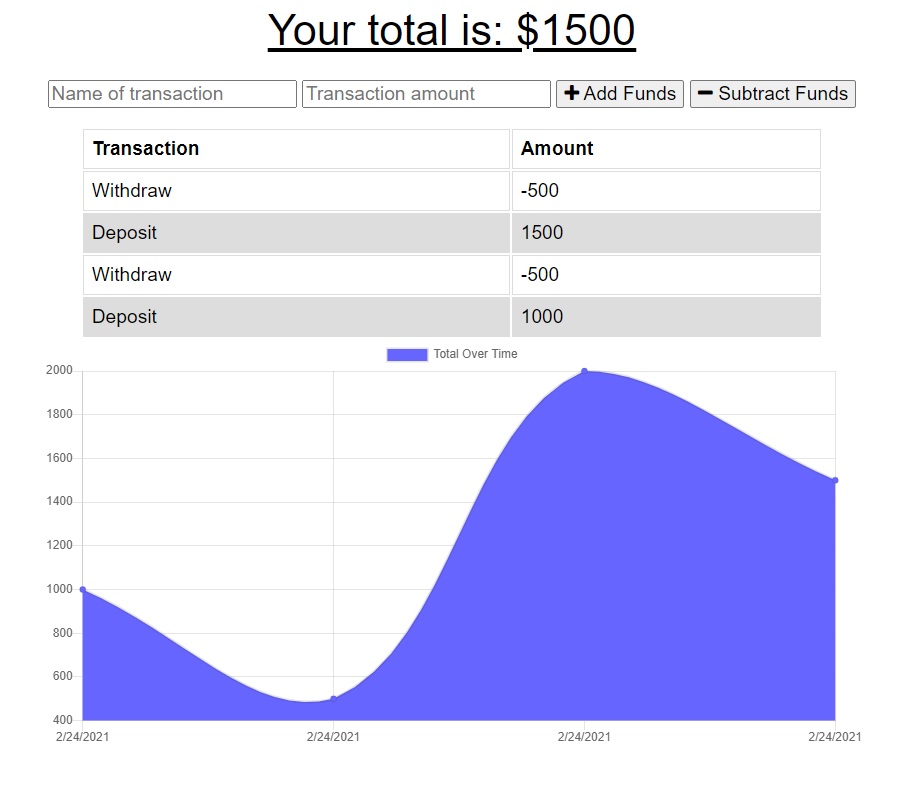 Your total is: $1500
Name of transaction Transaction amount + Add Funds − Subtract Funds
Transaction Amount
Withdraw -500
Deposit 1500
Withdraw -500
Deposit 1000
Total Over Time
2000
1800
1600
1400
1200
1000
800
600
400
2/24/2021 2/24/2021 2/24/2021 2/24/2021